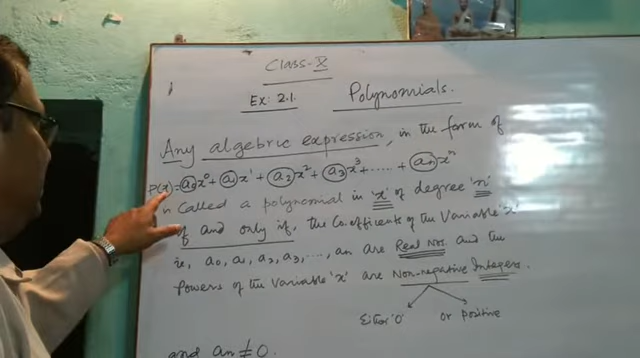 Class-X
Ex: 2.1. Polynomials.
Any algebric expression, in the form of
P(x) = a₀x⁰ + a₁x¹ + a₂x² + a₃x³ + ...... + aₙxⁿ
is Called a polynomial in 'x' of degree 'n'
if and only if, the Co.efficients of the Variable 'x'
ie, a₀, a₁, a₂, a₃, ...., an are Real Nos. and the
Powers of the Variable 'x' are Non-negative Integers.
Either '0' or positive
and an ≠ 0.